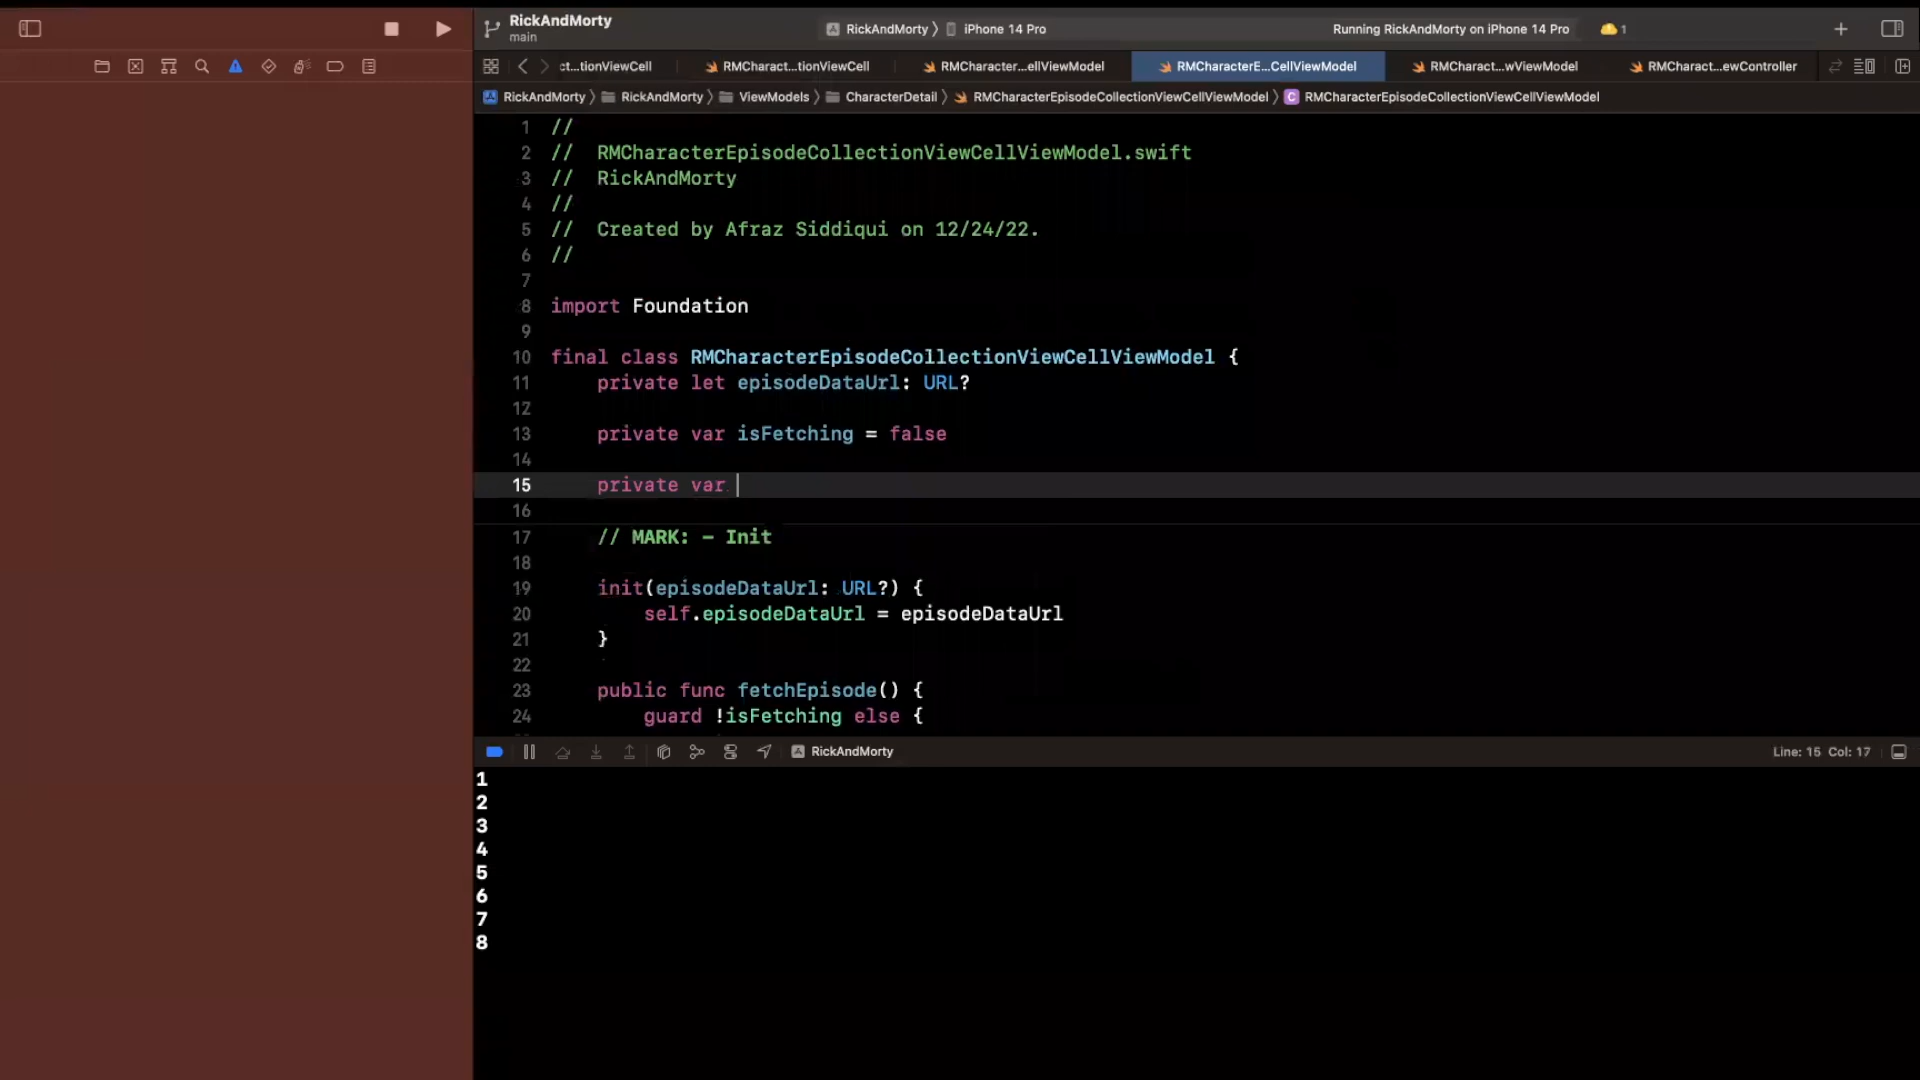 RickAndMorty
main
RickAndMorty 〉 iPhone 14 Pro
Running RickAndMorty on iPhone 14 Pro
1
ct...tionViewCell
RMCharact...tionViewCell
RMCharacter...ellViewModel
RMCharacterE...CellViewModel
RMCharact...wViewModel
RMCharact...ewController
RickAndMorty 〉 RickAndMorty 〉 ViewModels 〉 CharacterDetail 〉 RMCharacterEpisodeCollectionViewCellViewModel 〉 C RMCharacterEpisodeCollectionViewCellViewModel
1 //
2 //  RMCharacterEpisodeCollectionViewCellViewModel.swift
3 //  RickAndMorty
4 //
5 //  Created by Afraz Siddiqui on 12/24/22.
6 //
7
8 import Foundation
9
10 final class RMCharacterEpisodeCollectionViewCellViewModel {
11     private let episodeDataUrl: URL?
12
13     private var isFetching = false
14
15     private var
16
17     // MARK: - Init
18
19     init(episodeDataUrl: URL?) {
20         self.episodeDataUrl = episodeDataUrl
21     }
22
23     public func fetchEpisode() {
24         guard !isFetching else {
RickAndMorty
Line: 15 Col: 17
1
2
3
4
5
6
7
8